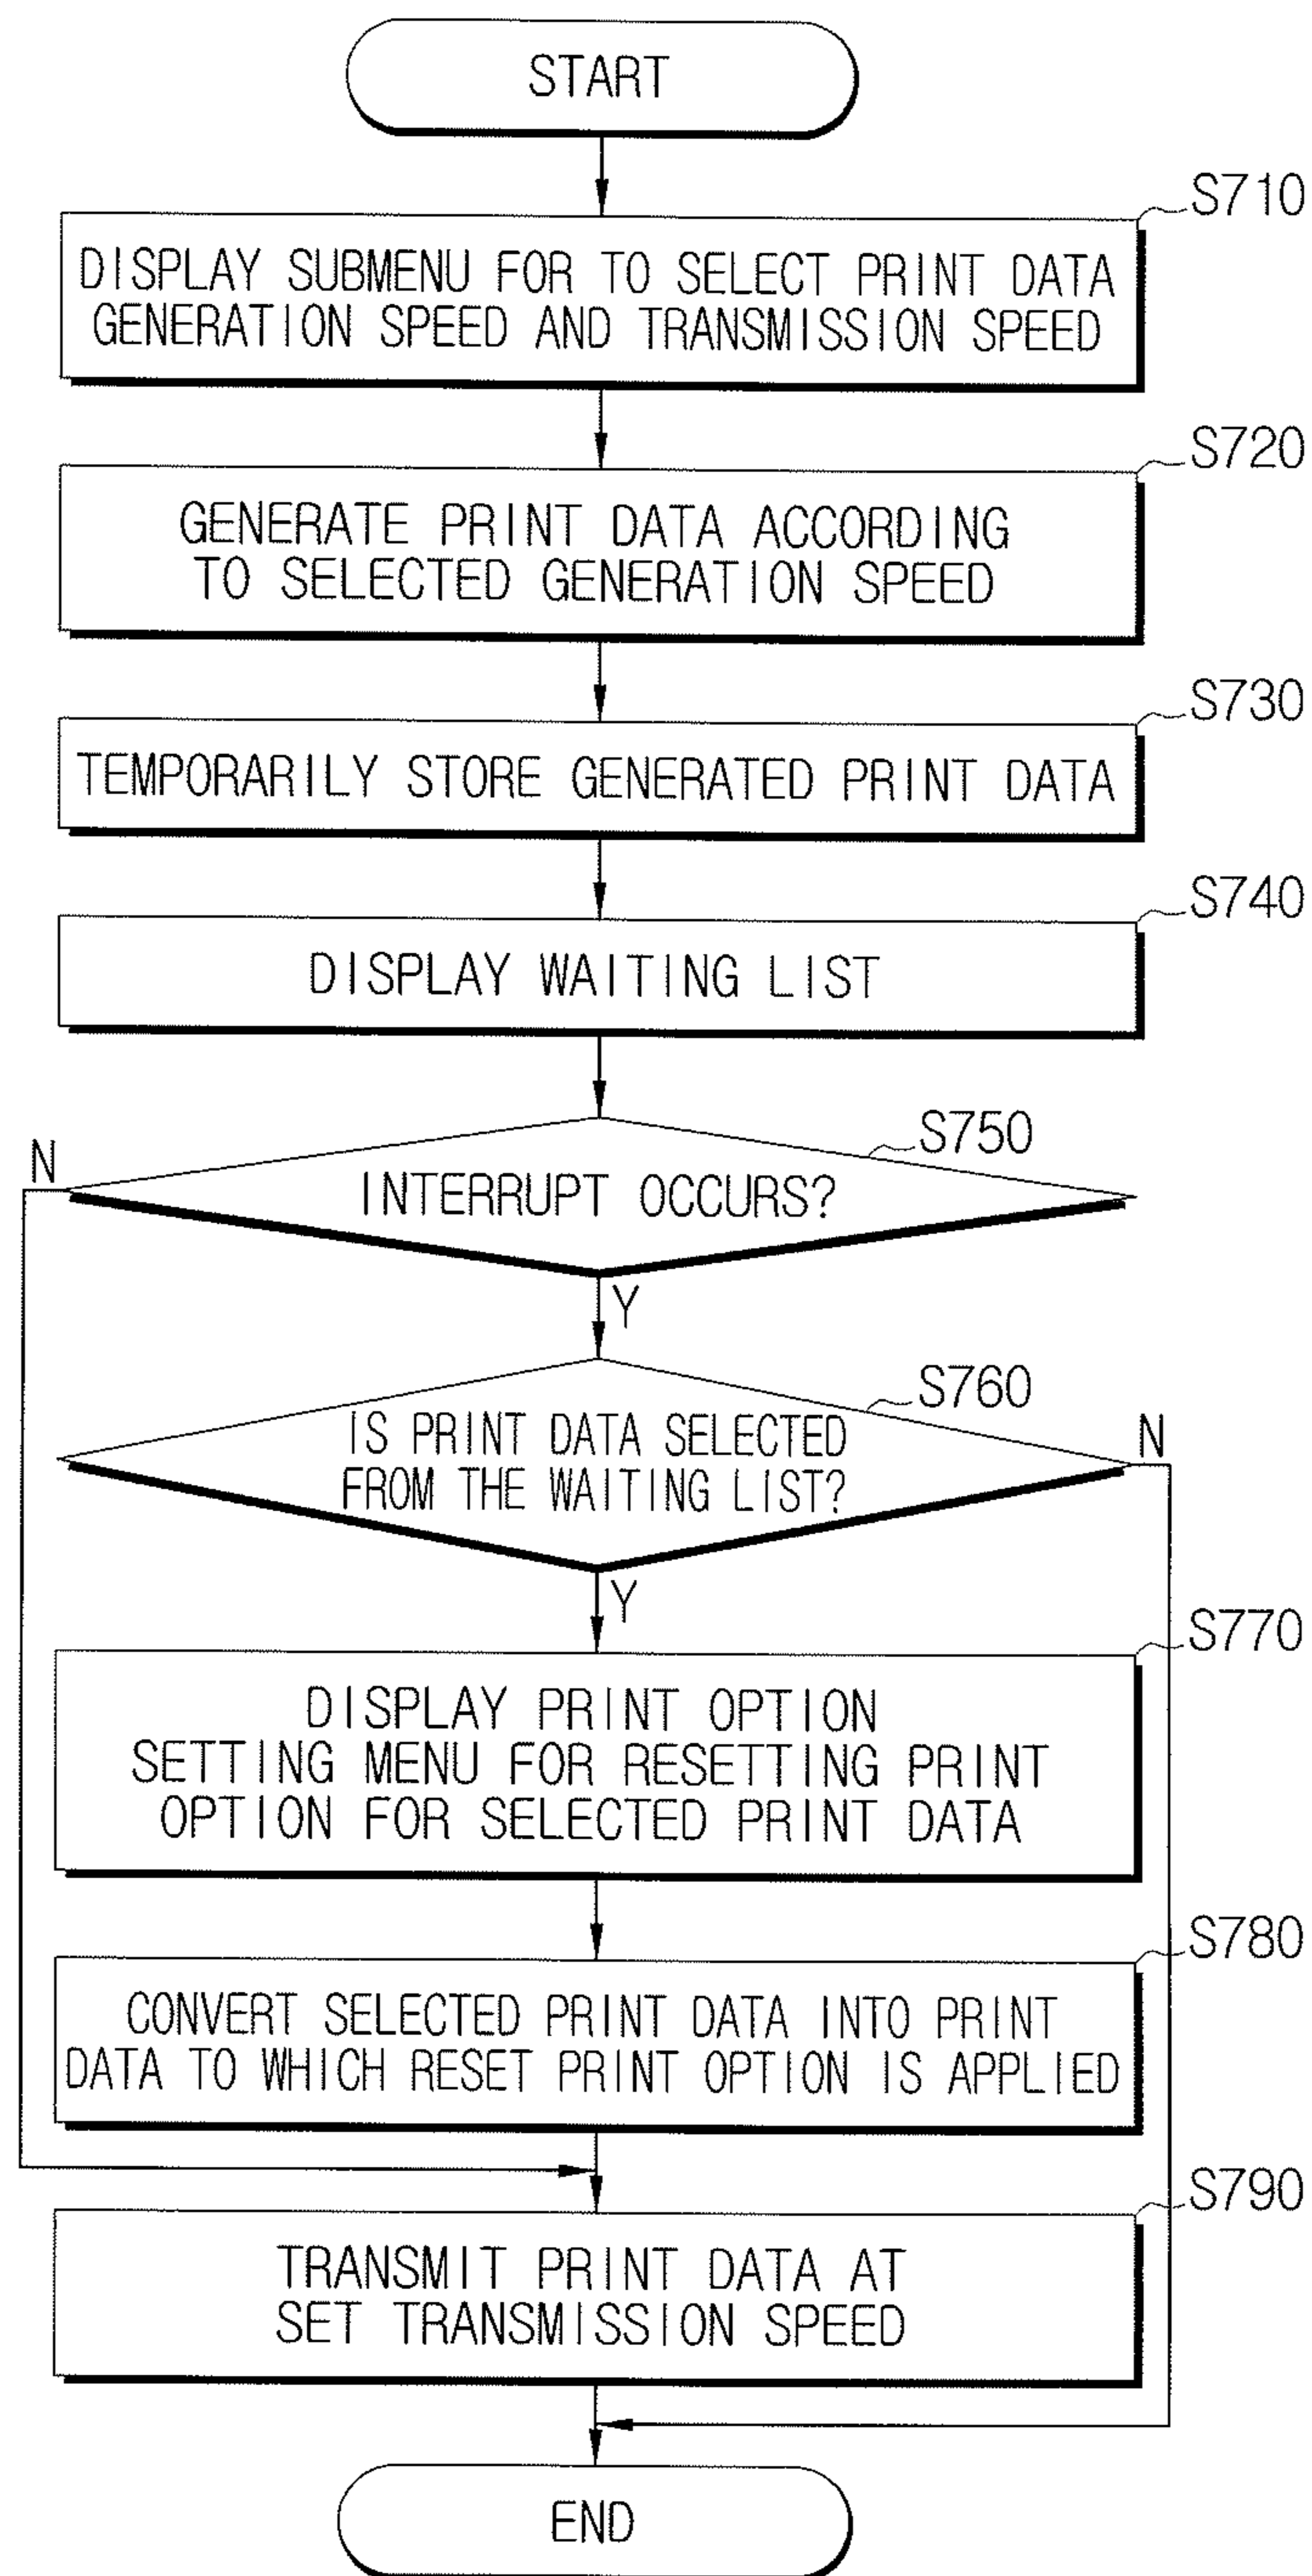 START
S710
DISPLAY SUBMENU FOR TO SELECT PRINT DATA
GENERATION SPEED AND TRANSMISSION SPEED
S720
GENERATE PRINT DATA ACCORDING
TO SELECTED GENERATION SPEED
S730
TEMPORARILY STORE GENERATED PRINT DATA
S740
DISPLAY WAITING LIST
S750
N
INTERRUPT OCCURS?
Y
S760
IS PRINT DATA SELECTED
FROM THE WAITING LIST?
N
Y
S770
DISPLAY PRINT OPTION
SETTING MENU FOR RESETTING PRINT
OPTION FOR SELECTED PRINT DATA
S780
CONVERT SELECTED PRINT DATA INTO PRINT
DATA TO WHICH RESET PRINT OPTION IS APPLIED
S790
TRANSMIT PRINT DATA AT
SET TRANSMISSION SPEED
END